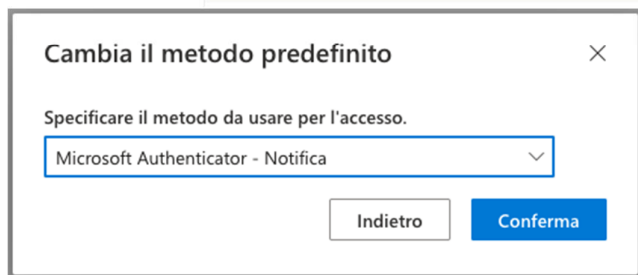 Cambia il metodo predefinito
Specificare il metodo da usare per l'accesso.
Microsoft Authenticator - Notifica
Indietro
Conferma